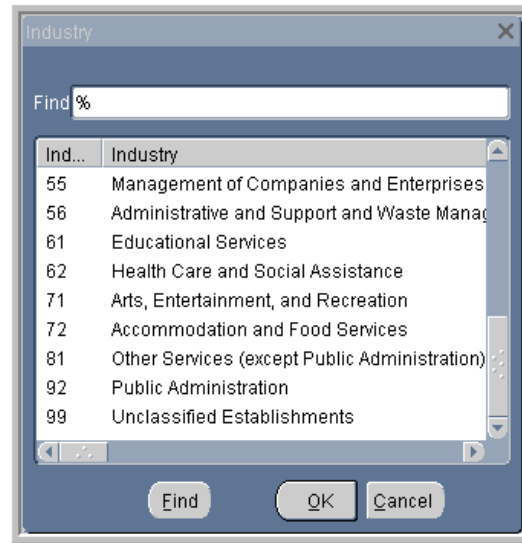 Industry
Find %
Ind... Industry
55 Management of Companies and Enterprises
56 Administrative and Support and Waste Manag
61 Educational Services
62 Health Care and Social Assistance
71 Arts, Entertainment, and Recreation
72 Accommodation and Food Services
81 Other Services (except Public Administration)
92 Public Administration
99 Unclassified Establishments
Find OK Cancel